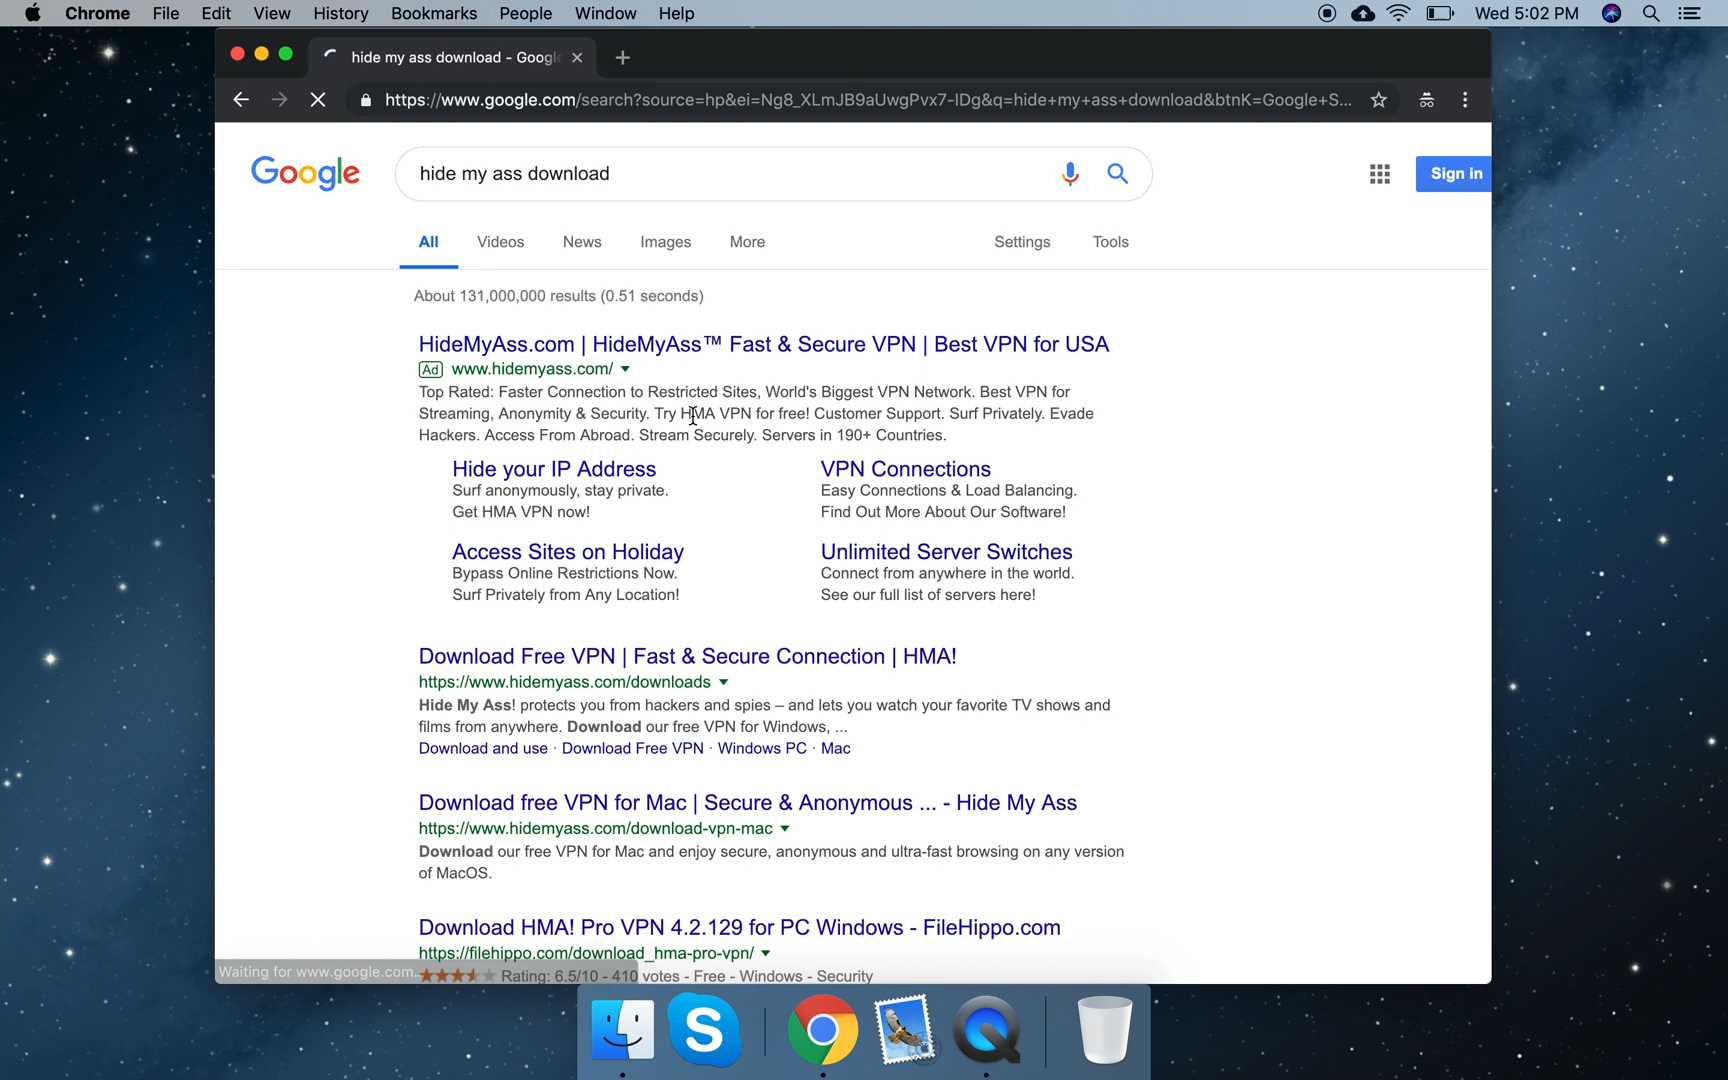 Chrome File Edit View History Bookmarks People Window Help Wed 5:02 PM
hide my ass download - Googl
https://www.google.com/search?source=hp&ei=Ng8_XLmJB9aUwgPvx7-IDg&q=hide+my+ass+download&btnK=Google+S...
Google hide my ass download Sign in
All Videos News Images More Settings Tools
About 131,000,000 results (0.51 seconds)
HideMyAss.com | HideMyAss™ Fast & Secure VPN | Best VPN for USA
Ad www.hidemyass.com/
Top Rated: Faster Connection to Restricted Sites, World's Biggest VPN Network. Best VPN for
Streaming, Anonymity & Security. Try HMA VPN for free! Customer Support. Surf Privately. Evade
Hackers. Access From Abroad. Stream Securely. Servers in 190+ Countries.
Hide your IP Address
Surf anonymously, stay private.
Get HMA VPN now!
VPN Connections
Easy Connections & Load Balancing.
Find Out More About Our Software!
Access Sites on Holiday
Bypass Online Restrictions Now.
Surf Privately from Any Location!
Unlimited Server Switches
Connect from anywhere in the world.
See our full list of servers here!
Download Free VPN | Fast & Secure Connection | HMA!
https://www.hidemyass.com/downloads
Hide My Ass! protects you from hackers and spies – and lets you watch your favorite TV shows and
films from anywhere. Download our free VPN for Windows, ...
Download and use · Download Free VPN · Windows PC · Mac
Download free VPN for Mac | Secure & Anonymous ... - Hide My Ass
https://www.hidemyass.com/download-vpn-mac
Download our free VPN for Mac and enjoy secure, anonymous and ultra-fast browsing on any version
of MacOS.
Download HMA! Pro VPN 4.2.129 for PC Windows - FileHippo.com
https://filehippo.com/download_hma-pro-vpn/
Waiting for www.google.com...
Rating: 6.5/10 - 410 votes - Free - Windows - Security